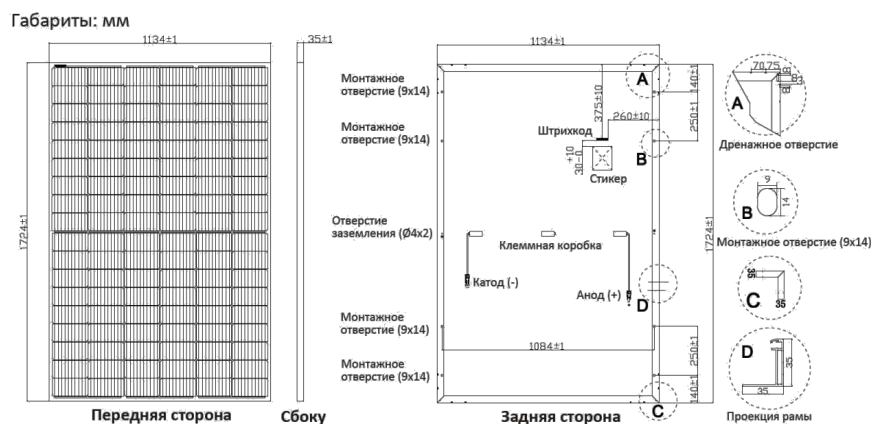 Габариты: мм
1134±1
35±1
1724±1
Передняя сторона
Сбоку
Монтажное
отверстие (9x14)
Монтажное
отверстие (9x14)
Отверстие
заземления (Ø4x2)
Монтажное
отверстие (9x14)
Монтажное
отверстие (9x14)
1134±1
A
140±1
375±10
260±10
250±1
Штрихкод
B
+10
30-0
Стикер
Клеммная коробка
1724±1
Катод (-)
Анод (+)
D
1084±1
250±1
140±1
C
Задняя сторона
70,75
A
Дренажное отверстие
9
14
B
Монтажное отверстие (9x14)
35
35
C
D
35
35
Проекция рамы